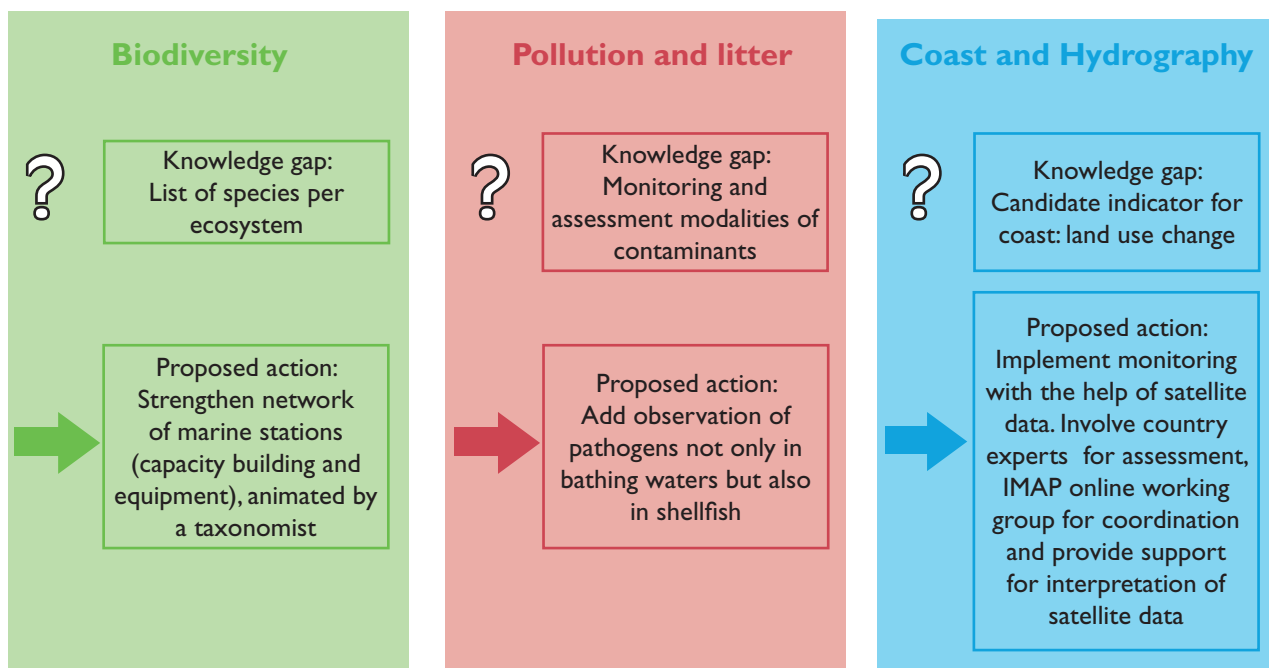 Biodiversity
?
Knowledge gap:
List of species per
ecosystem
Proposed action:
Strengthen network
of marine stations
(capacity building and
equipment), animated by
a taxonomist
Pollution and litter
?
Knowledge gap:
Monitoring and
assessment modalities of
contaminants
Proposed action:
Add observation of
pathogens not only in
bathing waters but also
in shellfish
Coast and Hydrography
?
Knowledge gap:
Candidate indicator for
coast: land use change
Proposed action:
Implement monitoring
with the help of satellite
data. Involve country
experts for assessment,
IMAP online working
group for coordination
and provide support
for interpretation of
satellite data